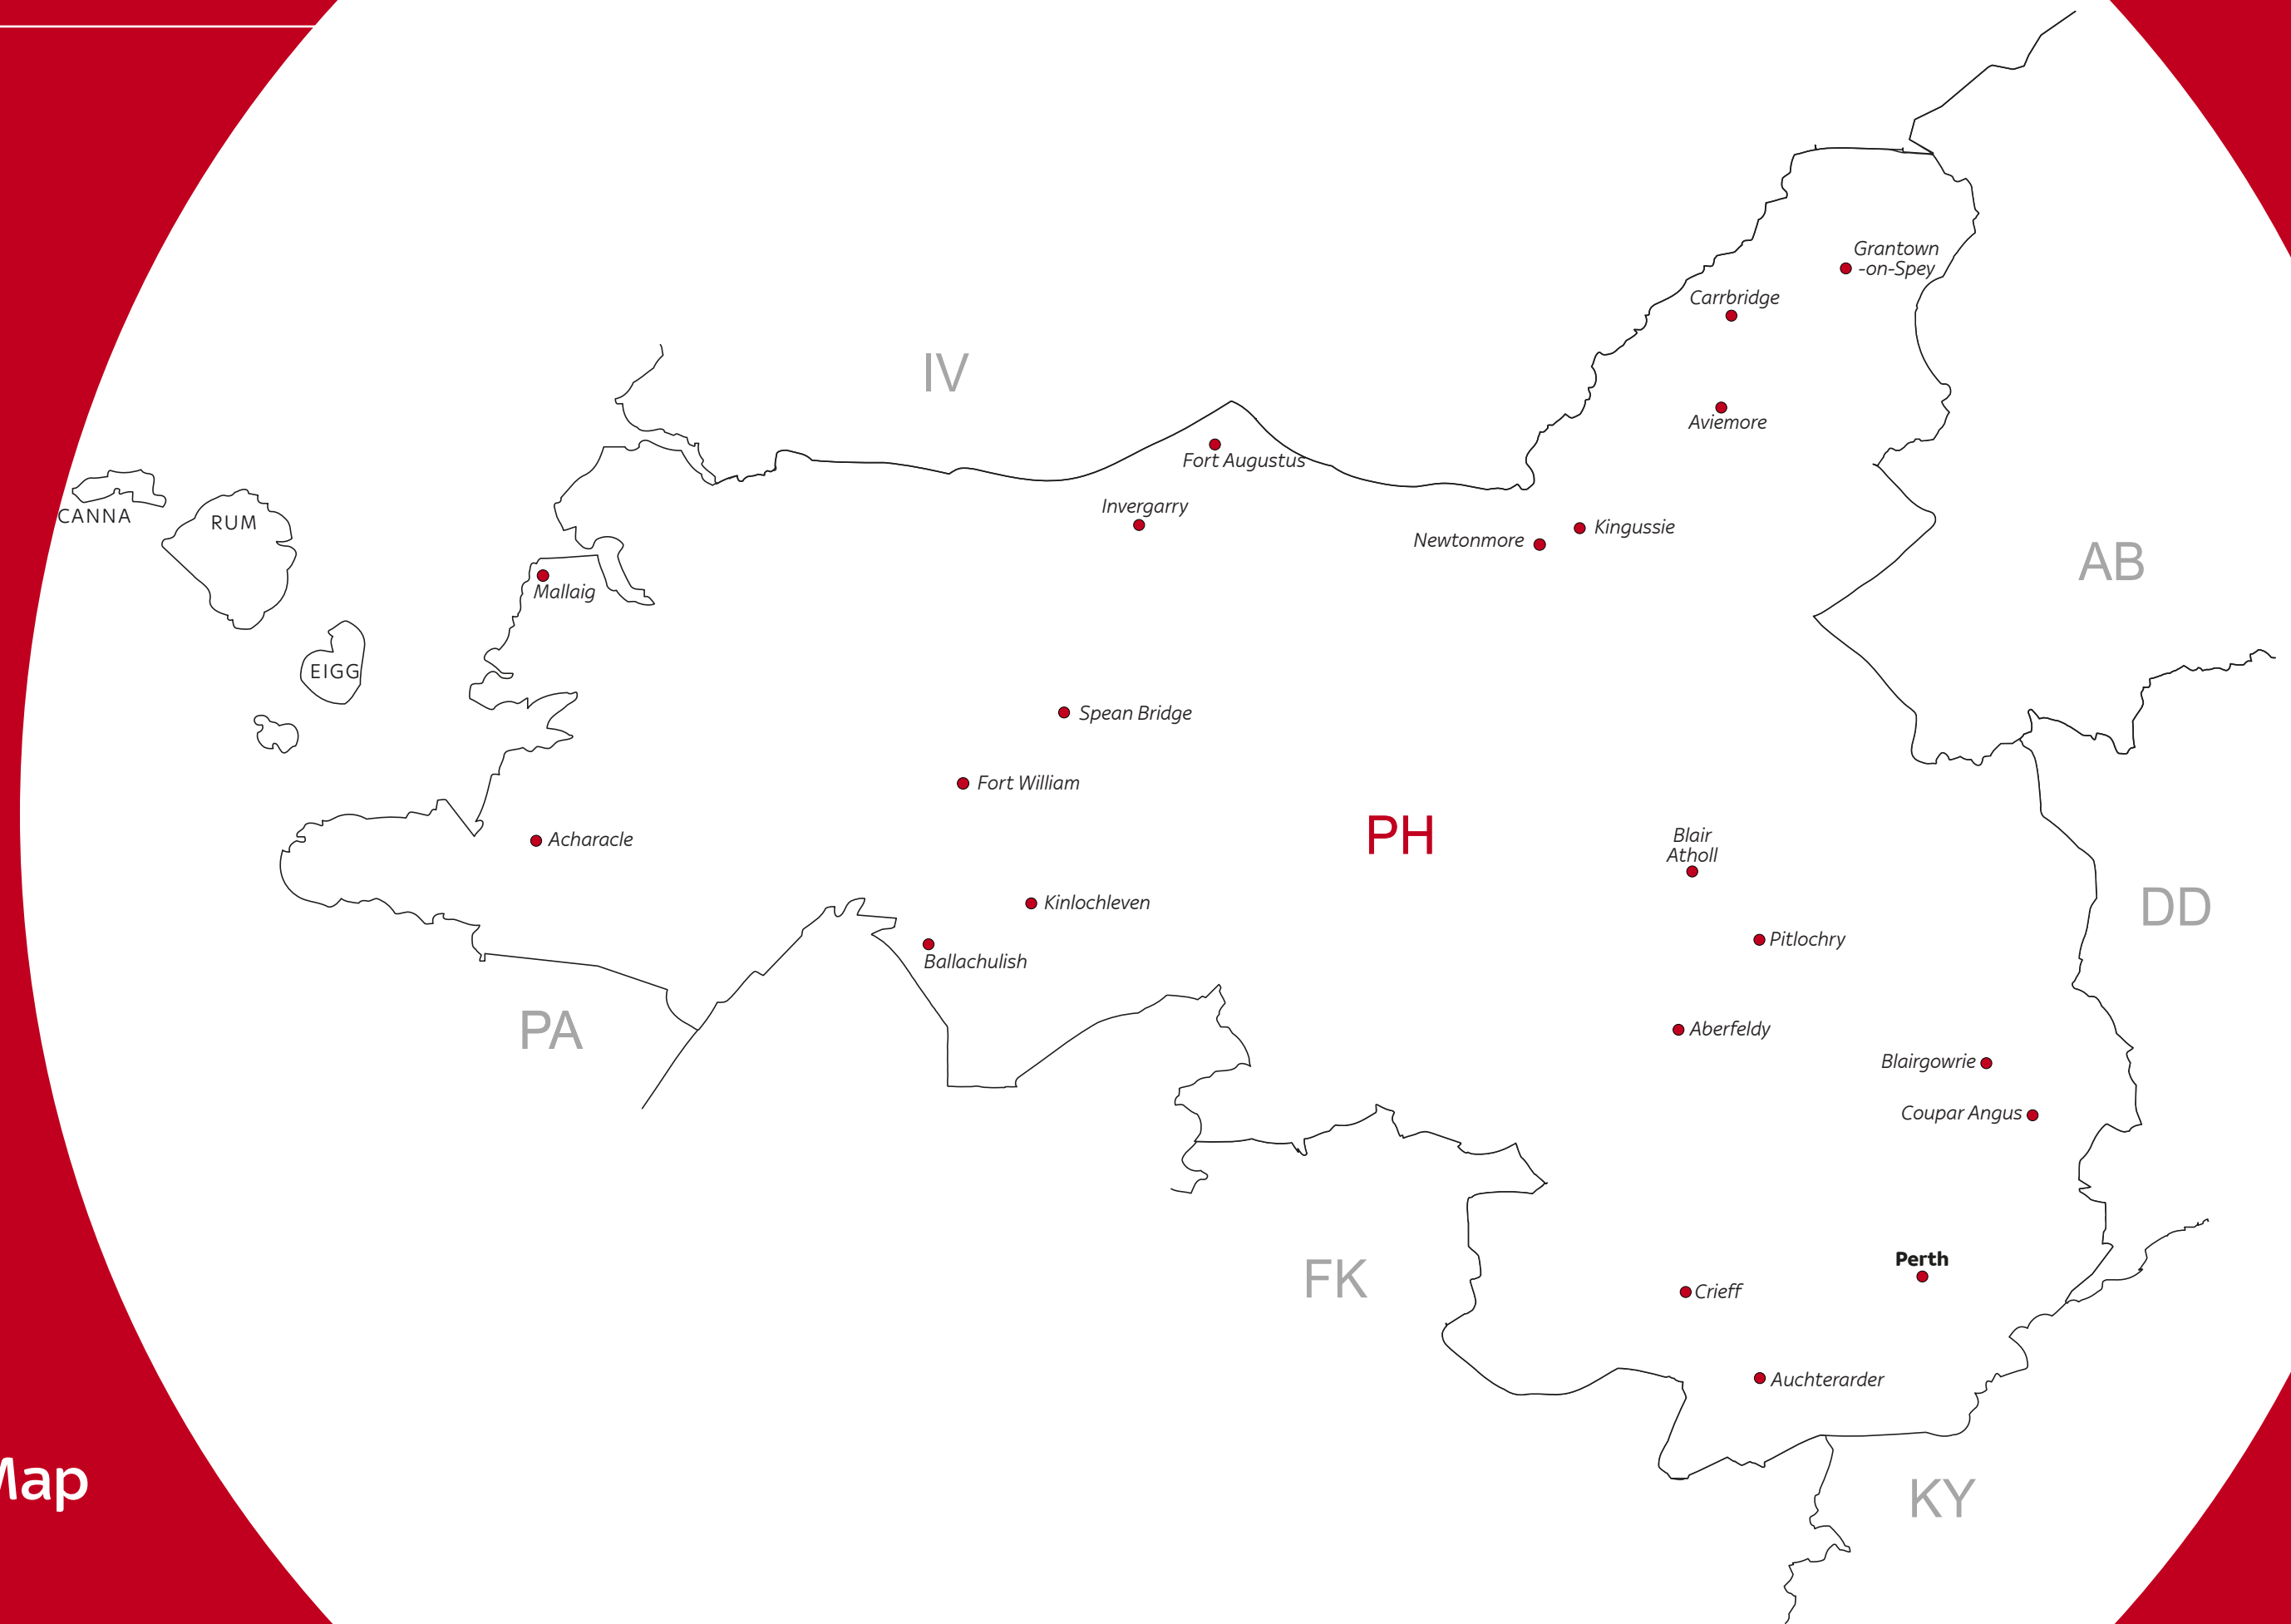 Grantown
-on-Spey
Carrbridge
IV
Aviemore
Fort Augustus
Invergarry
CANNA
RUM
Newtonmore
Kingussie
AB
Mallaig
EIGG
Spean Bridge
Fort William
PH
Acharacle
Blair
Atholl
Kinlochleven
DD
Pitlochry
Ballachulish
PA
Aberfeldy
Blairgowrie
Coupar Angus
Perth
FK
Crieff
Auchterarder
Map
KY